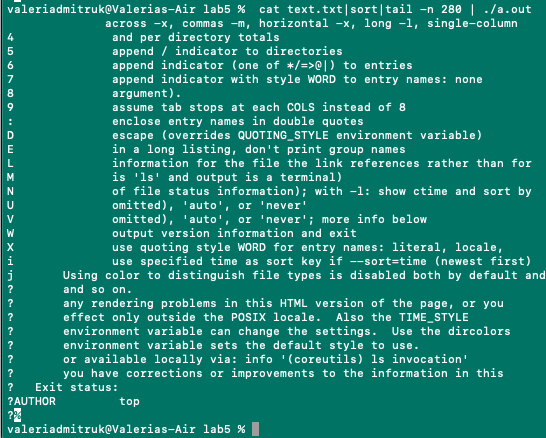 valeriadmitruk@Valerias-Air lab5 %  cat text.txt|sort|tail -n 280 | ./a.out
              across -x, commas -m, horizontal -x, long -l, single-column
4              and per directory totals
5              append / indicator to directories
6              append indicator (one of */=>@|) to entries
7              append indicator with style WORD to entry names: none
8              argument).
9              assume tab stops at each COLS instead of 8
:              enclose entry names in double quotes
D              escape (overrides QUOTING_STYLE environment variable)
E              in a long listing, don't print group names
L              information for the file the link references rather than for
M              is 'ls' and output is a terminal)
N              of file status information); with -l: show ctime and sort by
U              omitted), 'auto', or 'never'
V              omitted), 'auto', or 'never'; more info below
W              output version information and exit
X              use quoting style WORD for entry names: literal, locale,
i              use specified time as sort key if --sort=time (newest first)
j       Using color to distinguish file types is disabled both by default and
?       and so on.
?       any rendering problems in this HTML version of the page, or you
?       effect only outside the POSIX locale.  Also the TIME_STYLE
?       environment variable can change the settings.  Use the dircolors
?       environment variable sets the default style to use.
?       or available locally via: info '(coreutils) ls invocation'
?       you have corrections or improvements to the information in this
?   Exit status:
?AUTHOR         top
?%
valeriadmitruk@Valerias-Air lab5 %